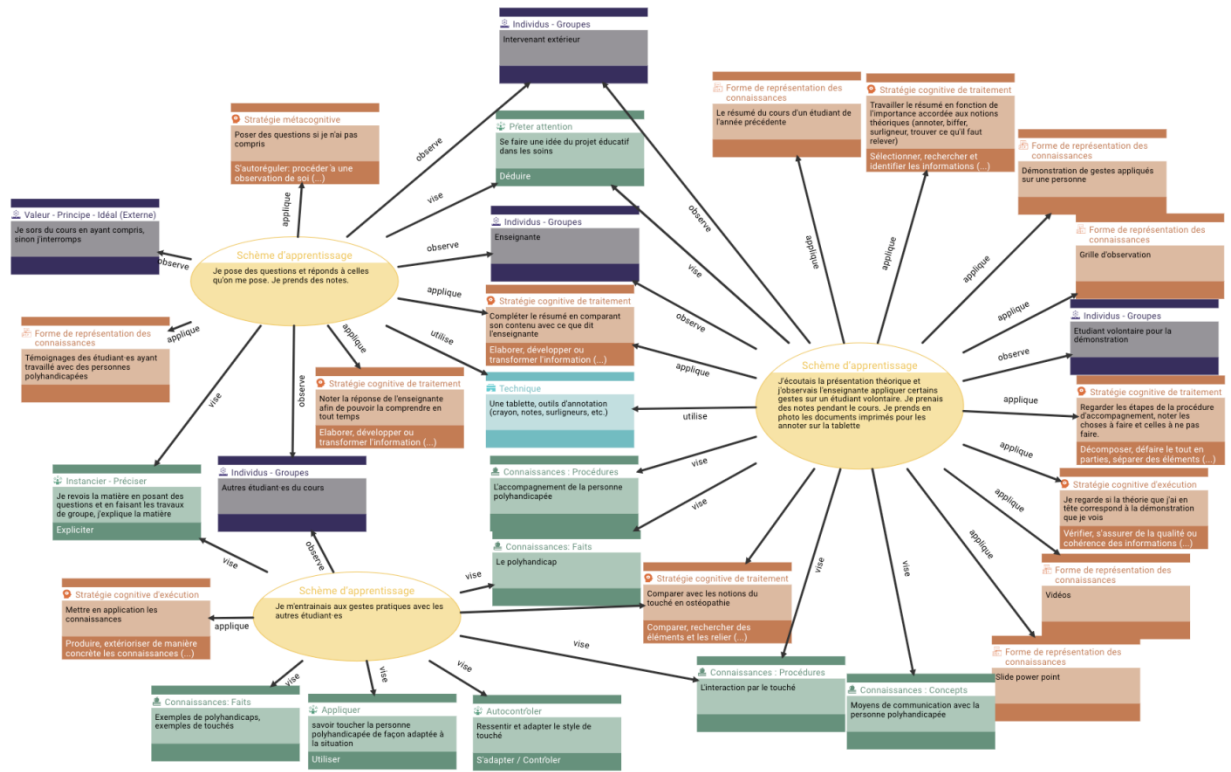 Individus - Groupes
Intervenant extérieur
Stratégie métacognitive
Poser des questions si je n'ai pas
compris
S'autoréguler: procéder à une
observation de soi (...)
Prêter attention
Se faire une idée du projet éducatif
dans les soins
Déduire
Forme de représentation des
connaissances
Le résumé du cours d'un étudiant de
l'année précédente
Stratégie cognitive de traitement
Travailler le résumé en fonction de
l'importance accordée aux notions
théoriques (annoter, biffer,
surligneur, trouver ce qu'il faut
relever)
Sélectionner, rechercher et
identifier les informations (...)
Forme de représentation des
connaissances
Démonstration de gestes appliqués
sur une personne
Valeur - Principe - Idéal (Externe)
Je sors du cours en ayant compris,
sinon j'interromps
Individus - Groupes
Enseignante
Forme de représentation des
connaissances
Grille d'observation
Schème d'apprentissage
Je pose des questions et réponds à celles
qu'on me pose. Je prends des notes.
Stratégie cognitive de traitement
Compléter le résumé en comparant
son contenu avec ce que dit
l'enseignante
Elaborer, développer ou
transformer l'information (...)
Individus - Groupes
Etudiant volontaire pour la
démonstration
Forme de représentation des
connaissances
Témoignages des étudiant·es ayant
travaillé avec des personnes
polyhandicapées
Stratégie cognitive de traitement
Noter la réponse de l'enseignante
afin de pouvoir la comprendre en
tout temps
Elaborer, développer ou
transformer l'information (...)
Technique
Une tablette, outils d'annotation
(crayon, notes, surligneurs, etc.)
Schème d'apprentissage
J'écoutais la présentation théorique et
j'observais l'enseignante appliquer certains
gestes sur un étudiant volontaire. Je prenais
des notes pendant le cours. Je prends en
photo les documents imprimés pour les
annoter sur la tablette
Stratégie cognitive de traitement
Regarder les étapes de la procédure
d'accompagnement, noter les
choses à faire et celles à ne pas
faire.
Décomposer, défaire le tout en
parties, séparer des éléments (...)
Instancier - Préciser
Je revois la matière en posant des
questions et en faisant les travaux
de groupe, j'explique la matière
Expliciter
Individus - Groupes
Autres étudiant·es du cours
Connaissances : Procédures
L'accompagnement de la personne
polyhandicapée
Stratégie cognitive d'exécution
Je regarde si la théorie que j'ai en
tête correspond à la démonstration
que je vois
Vérifier, s'assurer de la qualité ou
cohérence des informations (...)
Connaissances: Faits
Le polyhandicap
Stratégie cognitive d'exécution
Mettre en application les
connaissances
Produire, extérioriser de manière
concrète les connaissances (...)
Schème d'apprentissage
Je m'entrainais aux gestes pratiques avec les
autres étudiant·es
Stratégie cognitive de traitement
Comparer avec les notions du
touché en ostéopathie
Comparer, rechercher des
éléments et les relier (...)
Forme de représentation des
connaissances
Vidéos
Forme de représentation des
connaissances
Slide power point
Connaissances: Faits
Exemples de polyhandicaps,
exemples de touchés
Appliquer
savoir toucher la personne
polyhandicapée de façon adaptée à
la situation
Utiliser
Autocontrôler
Ressentir et adapter le style de
touché
S'adapter / Contrôler
Connaissances : Procédures
L'interaction par le touché
Connaissances : Concepts
Moyens de communication avec la
personne polyhandicapée
observe
applique
vise
observe
observe
applique
utilise
applique
applique
observe
vise
observe
vise
observe
applique
utilise
vise
vise
applique
applique
applique
applique
observe
applique
applique
applique
applique
vise
vise
observe
vise
vise
applique
vise
vise
vise
vise